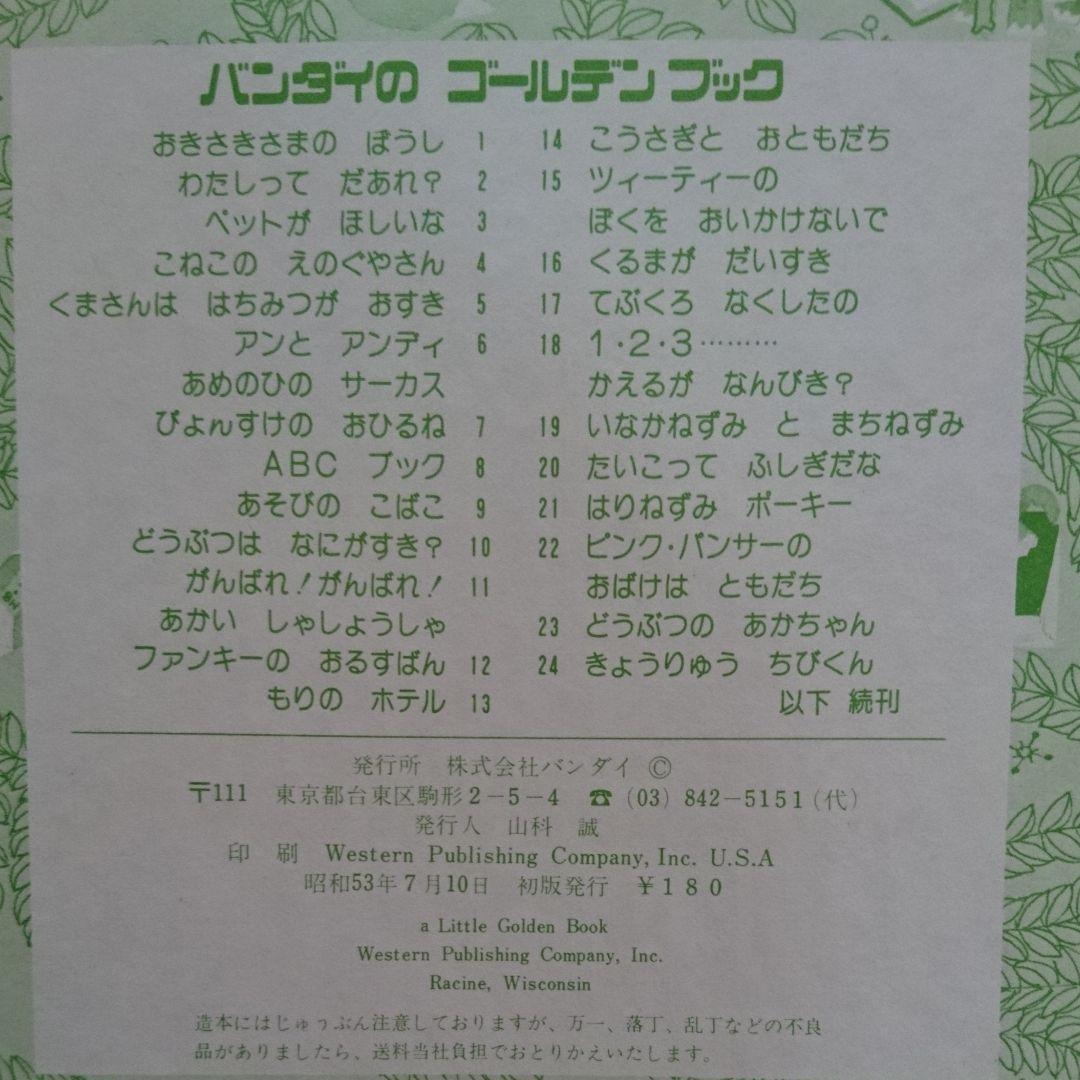 バンダイの ゴールデン ブック
おきさきさまの ぼうし 1
わたしって だあれ? 2
ペットが ほしいな 3
こねこの えのぐやさん 4
くまさんは はちみつが おすき 5
アンと アンディ 6
あめのひの サーカス
ぴょんすけの おひるね 7
ABC ブック 8
あそびの こばこ 9
どうぶつは なにがすき? 10
がんばれ!がんばれ! 11
あかい しゃしょうしゃ
ファンキーの おるすばん 12
もりの ホテル 13
14 こうさぎと おともだち
15 ツィーティーの
ぼくを おいかけないで
16 くるまが だいすき
17 てぶくろ なくしたの
18 1・2・3………
かえるが なんびき?
19 いなかねずみ と まちねずみ
20 たいこって ふしぎだな
21 はりねずみ ポーキー
22 ピンク・パンサーの
おばけは ともだち
23 どうぶつの あかちゃん
24 きょうりゅう ちびくん
以下 続刊
発行所 株式会社バンダイ ©
〒111 東京都台東区駒形2-5-4 ☎ (03) 842-5151(代)
発行人 山科 誠
印 刷 Western Publishing Company, Inc. U.S.A
昭和53年7月10日 初版発行 ¥180
a Little Golden Book
Western Publishing Company, Inc.
Racine, Wisconsin
造本にはじゅうぶん注意しておりますが、万一、落丁、乱丁などの不良
品がありましたら、送料当社負担でおとりかえいたします。